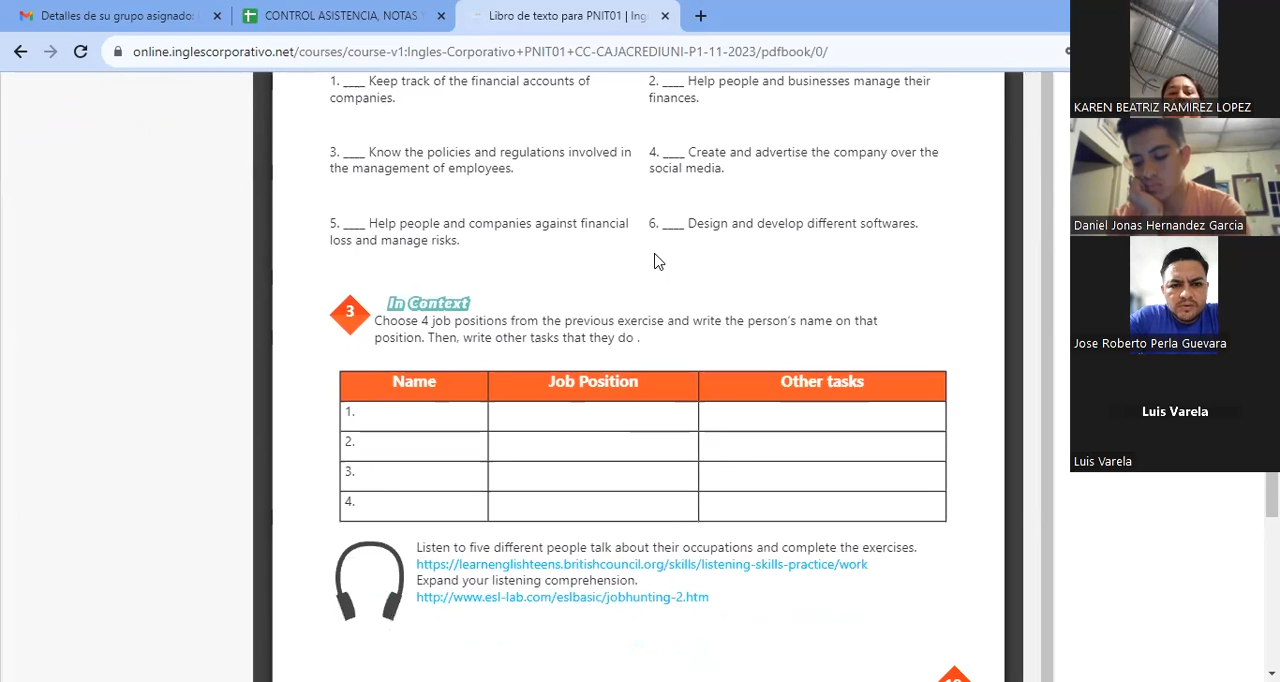 Detalles de su grupo asignado:
CONTROL ASISTENCIA, NOTAS
Libro de texto para PNIT01 | Ing
online.inglescorporativo.net/courses/course-v1:Ingles-Corporativo+PNIT01+CC-CAJACREDIUNI-P1-11-2023/pdfbook/0/
1. ____ Keep track of the financial accounts of
companies.
2. ____ Help people and businesses manage their
finances.
3. ____ Know the policies and regulations involved in
the management of employees.
4. ____ Create and advertise the company over the
social media.
5. ____ Help people and companies against financial
loss and manage risks.
6. ____ Design and develop different softwares.
3
In Context
Choose 4 job positions from the previous exercise and write the person's name on that
position. Then, write other tasks that they do .
Name Job Position Other tasks
1.
2.
3.
4.
Listen to five different people talk about their occupations and complete the exercises.
https://learnenglishteens.britishcouncil.org/skills/listening-skills-practice/work
Expand your listening comprehension.
http://www.esl-lab.com/eslbasic/jobhunting-2.htm
KAREN BEATRIZ RAMIREZ LOPEZ
Daniel Jonas Hernandez Garcia
Jose Roberto Perla Guevara
Luis Varela
Luis Varela